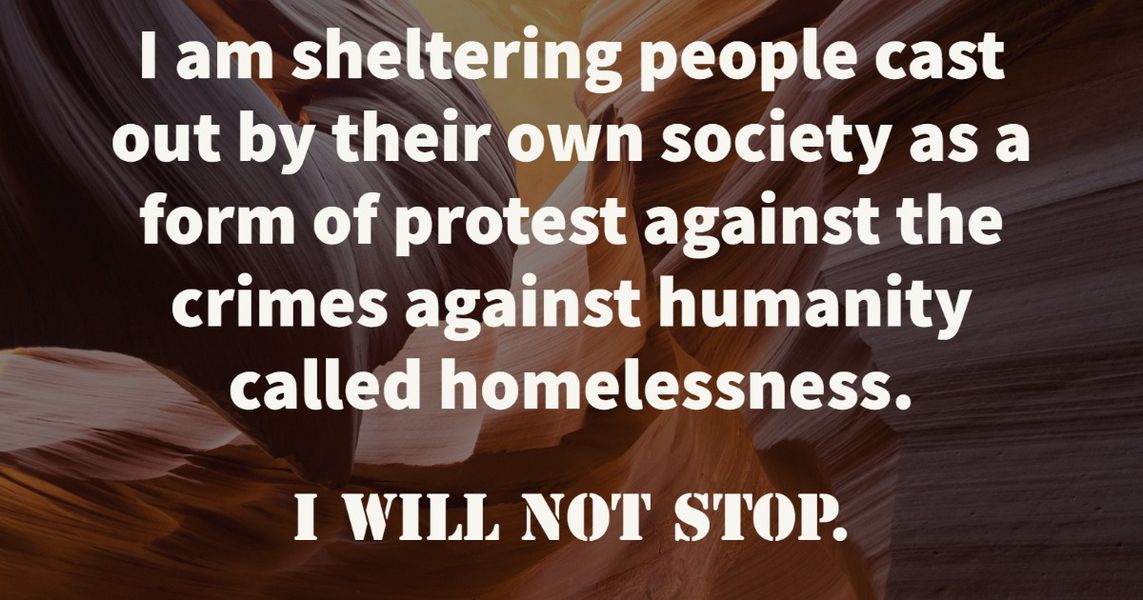 I am sheltering people cast
out by their own society as a
form of protest against the
crimes against humanity
called homelessness.
I WILL NOT STOP.